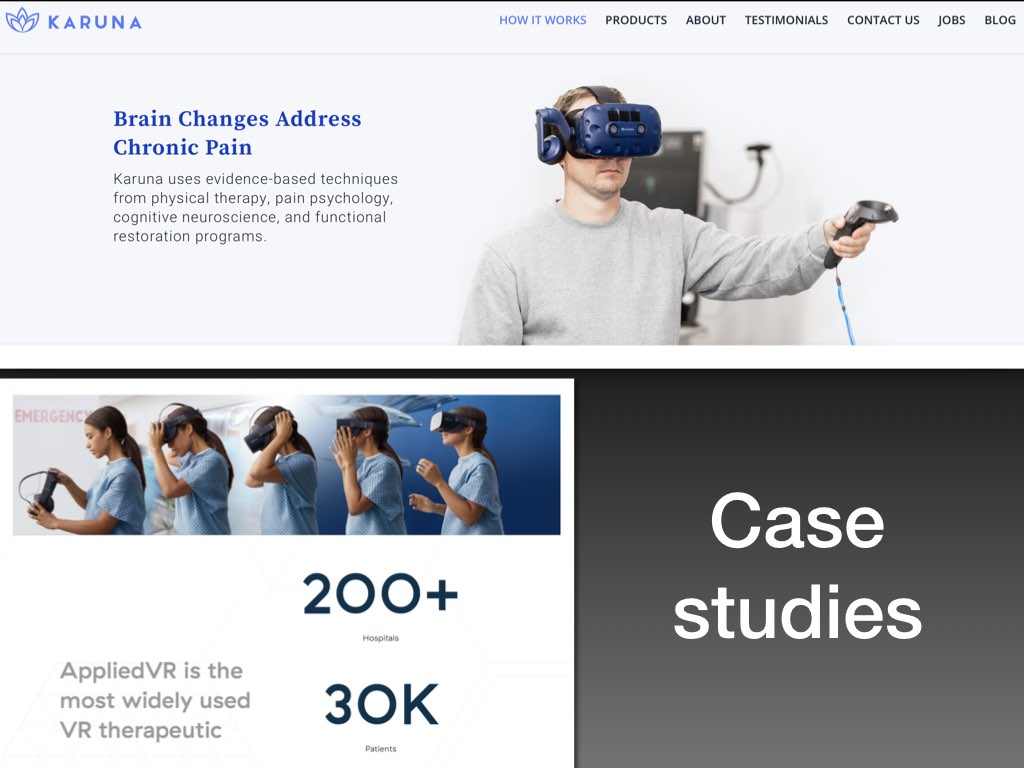 KARUNA
HOW IT WORKS PRODUCTS ABOUT TESTIMONIALS CONTACT US JOBS BLOG
Brain Changes Address
Chronic Pain
Karuna uses evidence-based techniques
from physical therapy, pain psychology,
cognitive neuroscience, and functional
restoration programs.
EMERGENCY
200+
Hospitals
AppliedVR is the
most widely used
VR therapeutic
30K
Patients
Case
studies